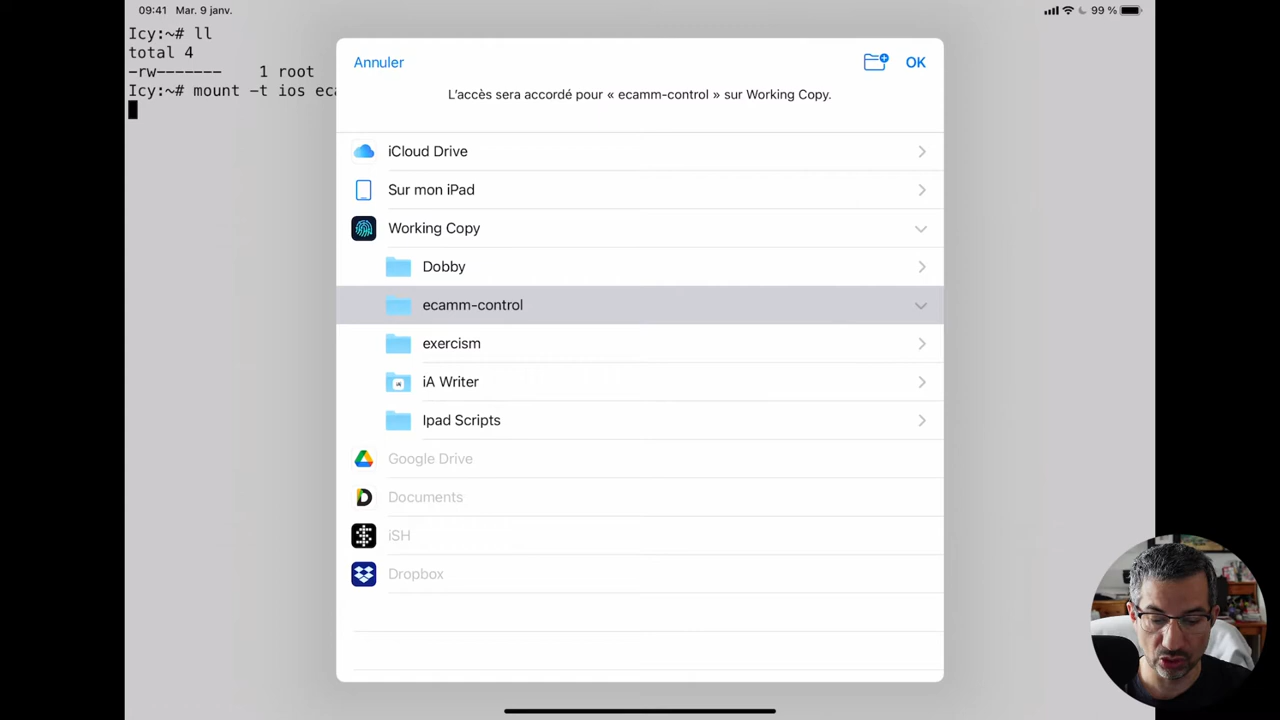 09:41 Mar. 9 janv.
99 %
Icy:~# ll
total 4
-rw------- 1 root
Icy:~# mount -t ios eca
Annuler
OK
L'accès sera accordé pour « ecamm-control » sur Working Copy.
iCloud Drive
Sur mon iPad
Working Copy
Dobby
ecamm-control
exercism
iA Writer
Ipad Scripts
Google Drive
Documents
iSH
Dropbox